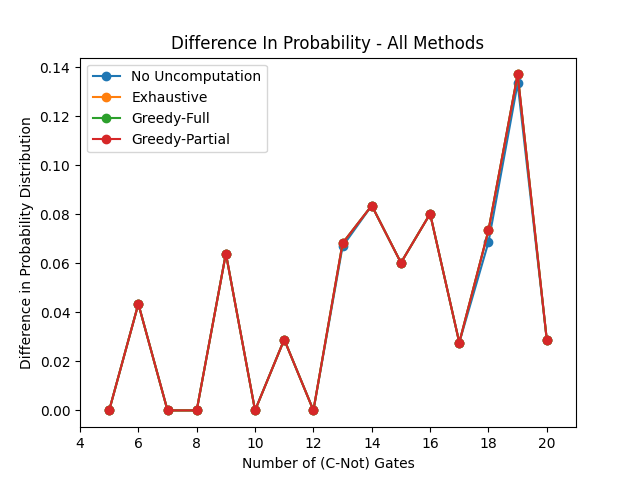 Difference In Probability - All Methods
No Uncomputation
Exhaustive
Greedy-Full
Greedy-Partial
Difference in Probability Distribution
0.14
0.12
0.10
0.08
0.06
0.04
0.02
0.00
4 6 8 10 12 14 16 18 20
Number of (C-Not) Gates